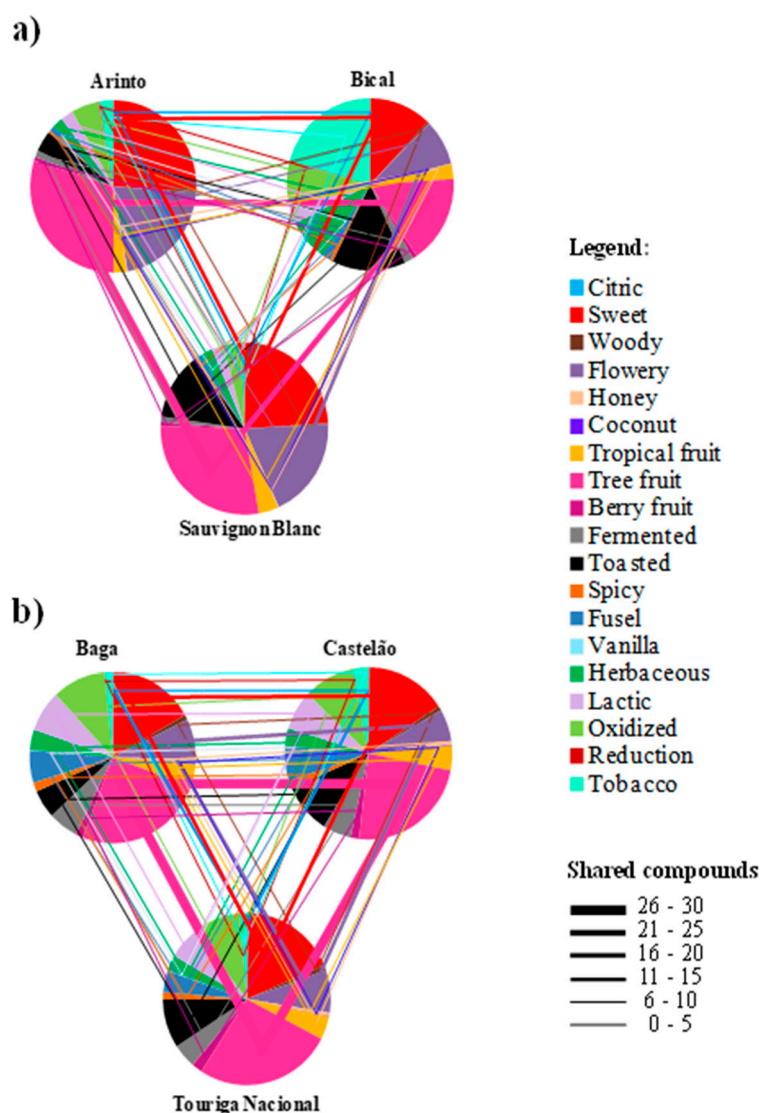 a)
Arinto
Bical
Sauvignon Blanc
Legend:
Citric
Sweet
Woody
Flowery
Honey
Coconut
Tropical fruit
Tree fruit
Berry fruit
Fermented
Toasted
Spicy
Fusel
Vanilla
Herbaceous
Lactic
Oxidized
Reduction
Tobacco
b)
Baga
Castelão
Touriga Nacional
Shared compounds
26 - 30
21 - 25
16 - 20
11 - 15
6 - 10
0 - 5